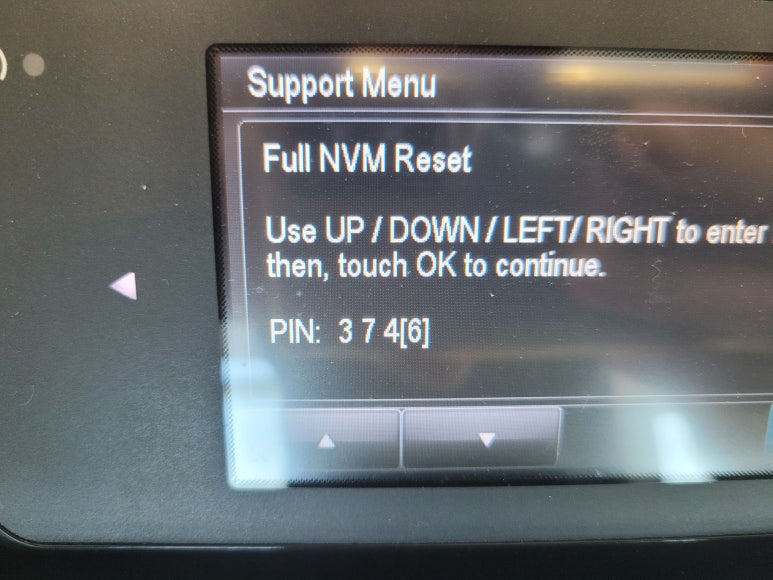 Support Menu
Full NVM Reset
Use UP / DOWN / LEFT/ RIGHT to enter
then, touch OK to continue.
PIN: 3 7 4[6]